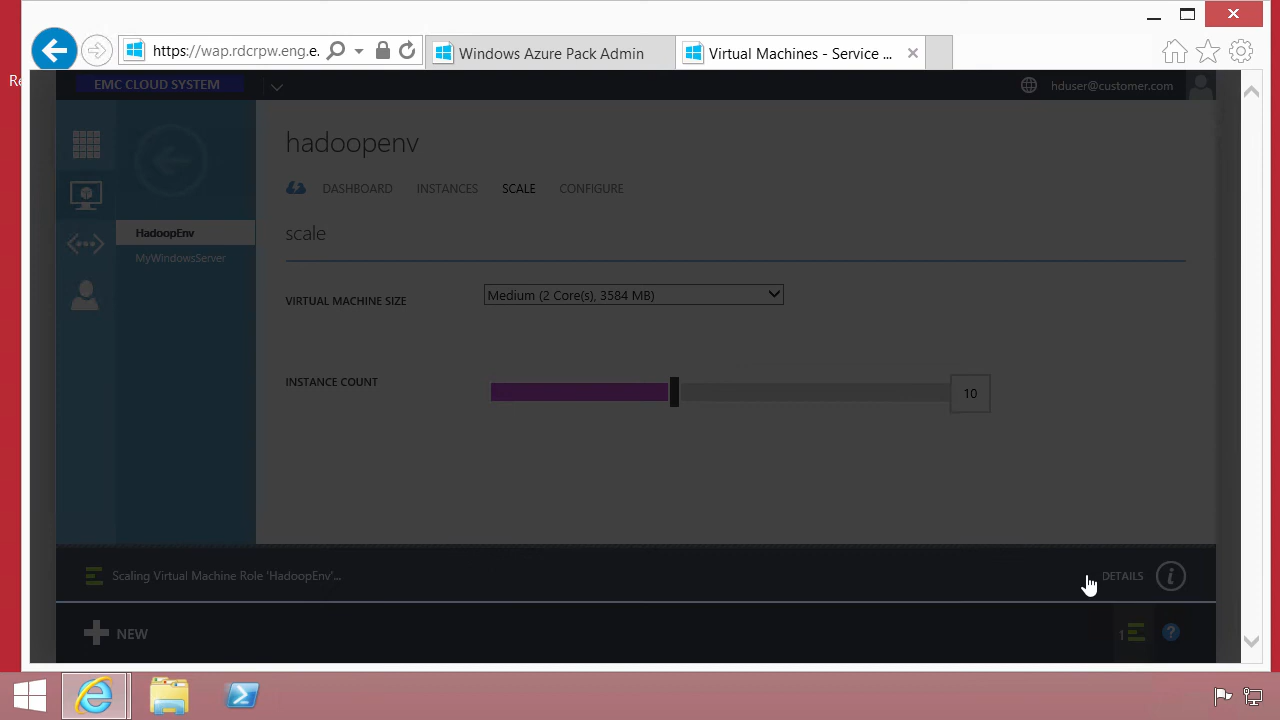 https://wap.rdcrpw.eng.e.
Windows Azure Pack Admin
Virtual Machines - Service ...
Re
EMC CLOUD SYSTEM
hduser@customer.com
hadoopenv
DASHBOARD
INSTANCES
SCALE
CONFIGURE
HadoopEnv
MyWindowsServer
scale
VIRTUAL MACHINE SIZE
Medium (2 Core(s), 3584 MB)
INSTANCE COUNT
10
Scaling Virtual Machine Role 'HadoopEnv'...
DETAILS
NEW
1